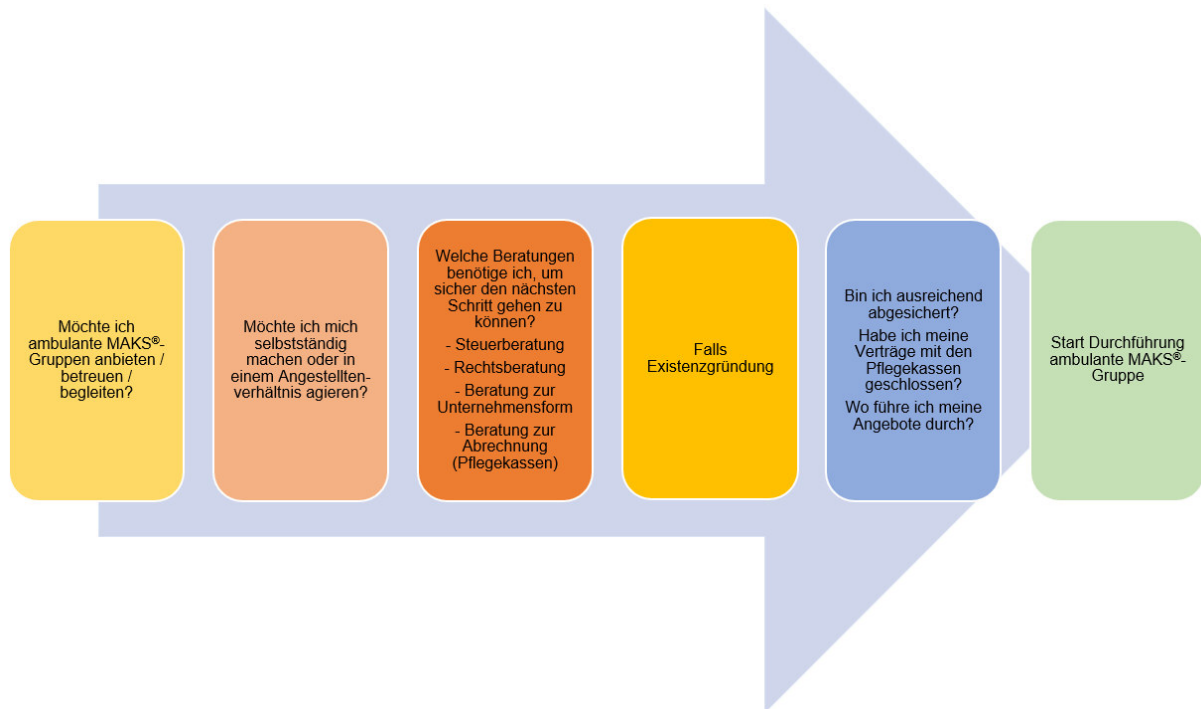 Möchte ich
ambulante MAKS®-
Gruppen anbieten /
betreuen /
begleiten?
Möchte ich mich
selbstständig
machen oder in
einem Angestellten-
verhältnis agieren?
Welche Beratungen
benötige ich, um
sicher den nächsten
Schritt gehen zu
können?
- Steuerberatung
- Rechtsberatung
- Beratung zur
Unternehmensform
- Beratung zur
Abrechnung
(Pflegekassen)
Falls
Existenzgründung
Bin ich ausreichend
abgesichert?
Habe ich meine
Verträge mit den
Pflegekassen
geschlossen?
Wo führe ich meine
Angebote durch?
Start Durchführung
ambulante MAKS®-
Gruppe